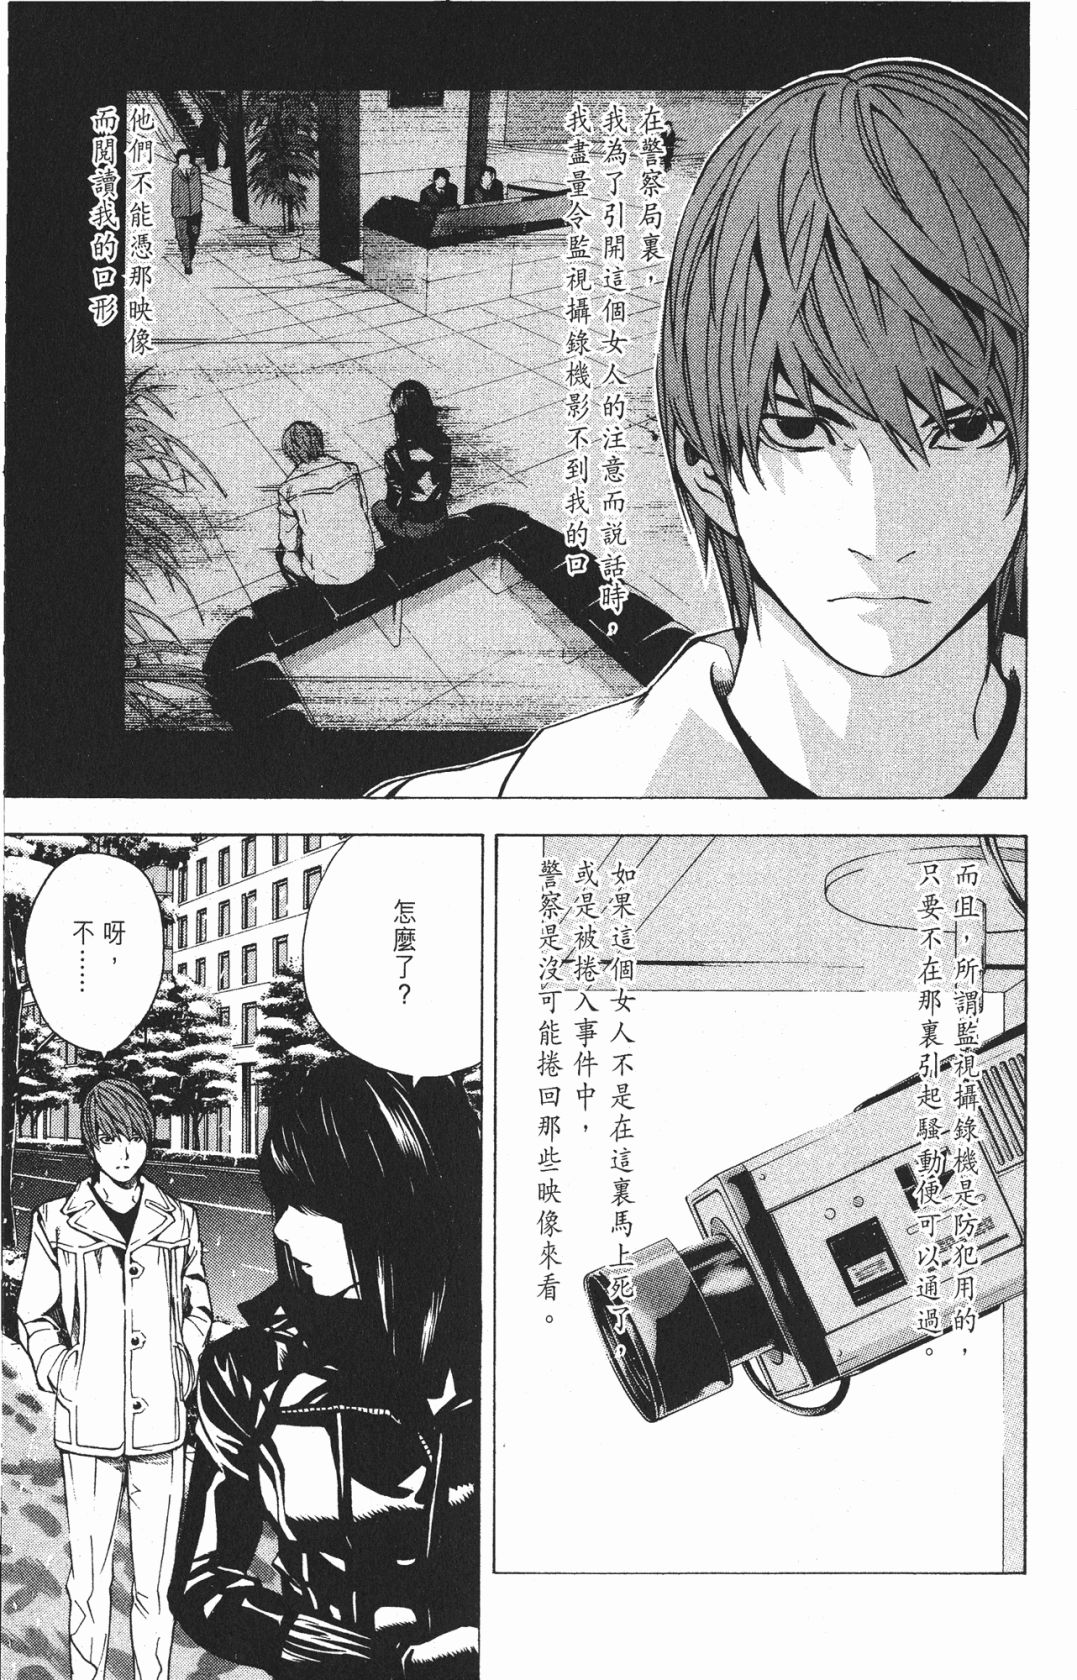 在警察局裏，
我為了引開這個女人的注意而說話時，
我盡量令監視攝錄機影不到我的口
他們不能憑那映像
而閱讀我的口形
而且，所謂監視攝錄機是防犯用的，
只要不在那裏引起騷動便可以通過。
如果這個女人不是在這裏馬上死了，
或是被捲入事件中，
警察是沒可能捲回那些映像來看。
怎麼了？
呀，
不……